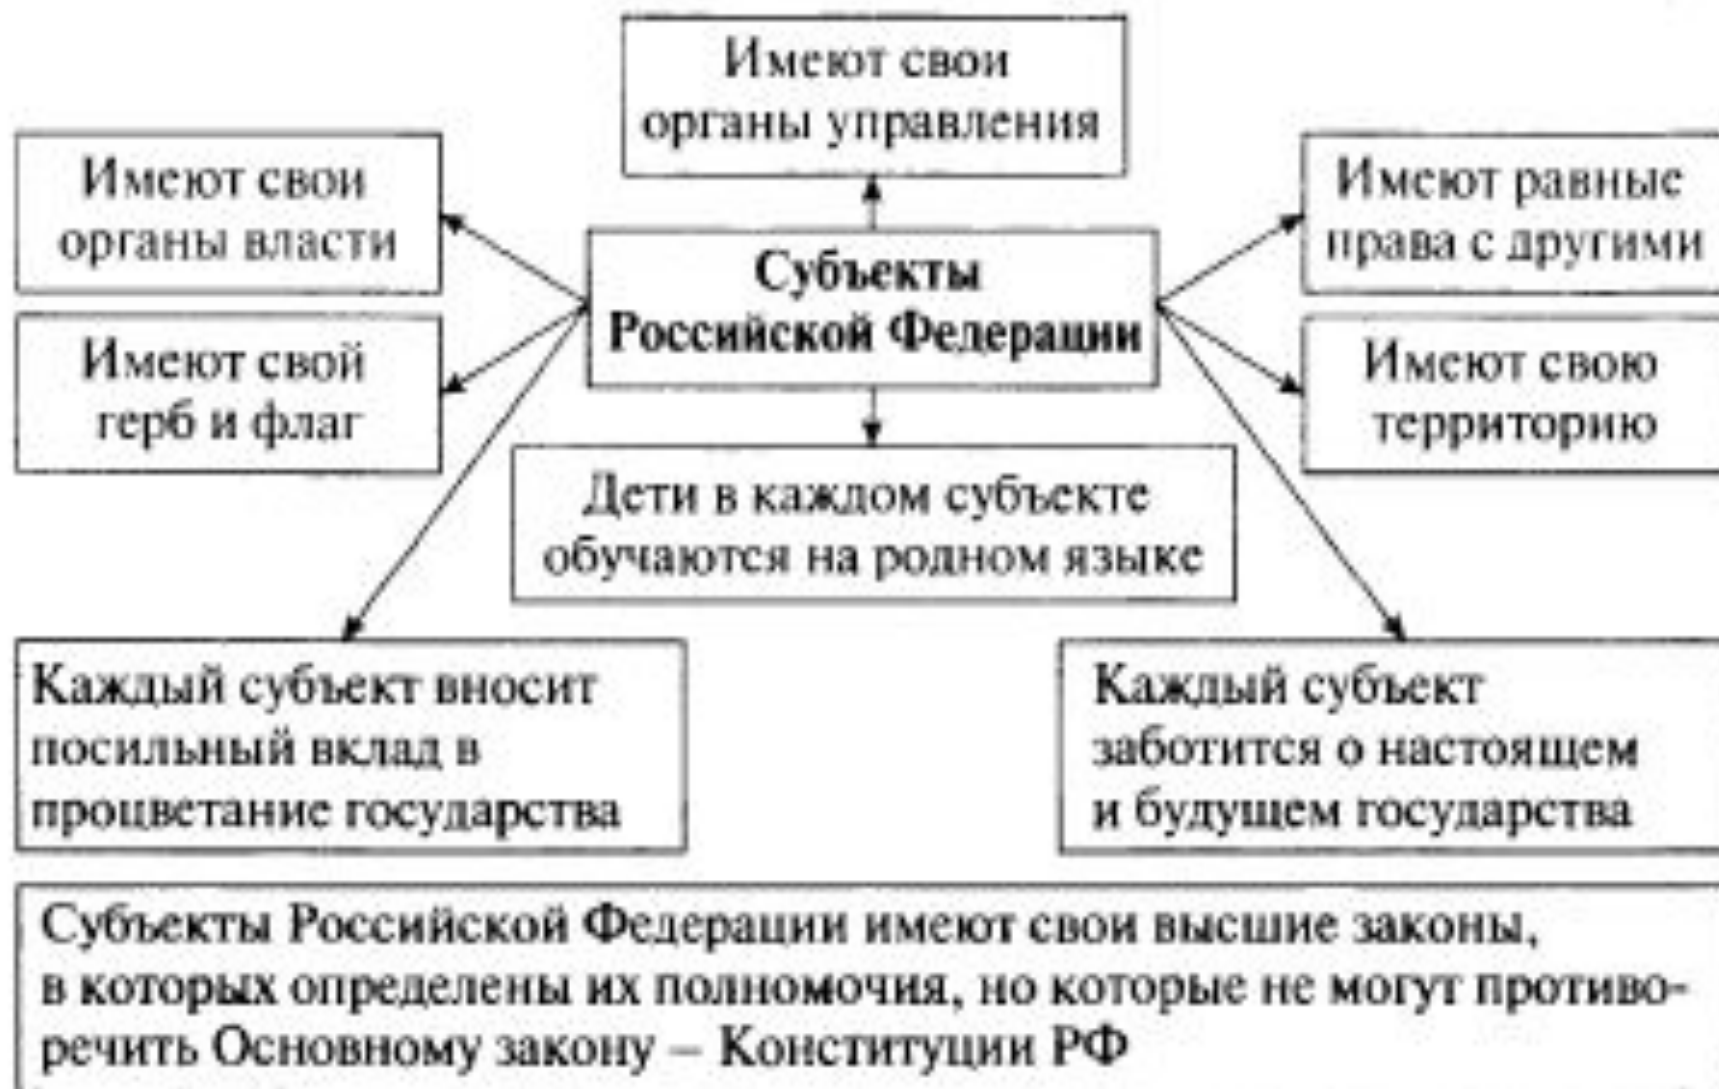 Имеют свои
органы управления
Имеют свои
органы власти
Имеют равные
права с другими
Субъекты
Российской Федерации
Имеют свой
герб и флаг
Имеют свою
территорию
Дети в каждом субъекте
обучаются на родном языке
Каждый субъект вносит
посильный вклад в
процветание государства
Каждый субъект
заботится о настоящем
и будущем государства
Субъекты Российской Федерации имеют свои высшие законы,
в которых определены их полномочия, но которые не могут противо-
речить Основному закону – Конституции РФ